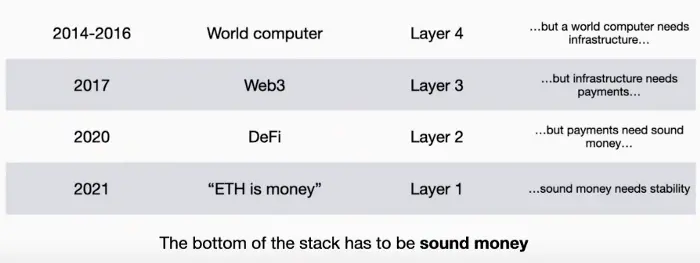 2014-2016 World computer Layer 4 ...but a world computer needs infrastructure...
2017 Web3 Layer 3 ...but infrastructure needs payments...
2020 DeFi Layer 2 ...but payments need sound money...
2021 “ETH is money” Layer 1 ...sound money needs stability
The bottom of the stack has to be sound money